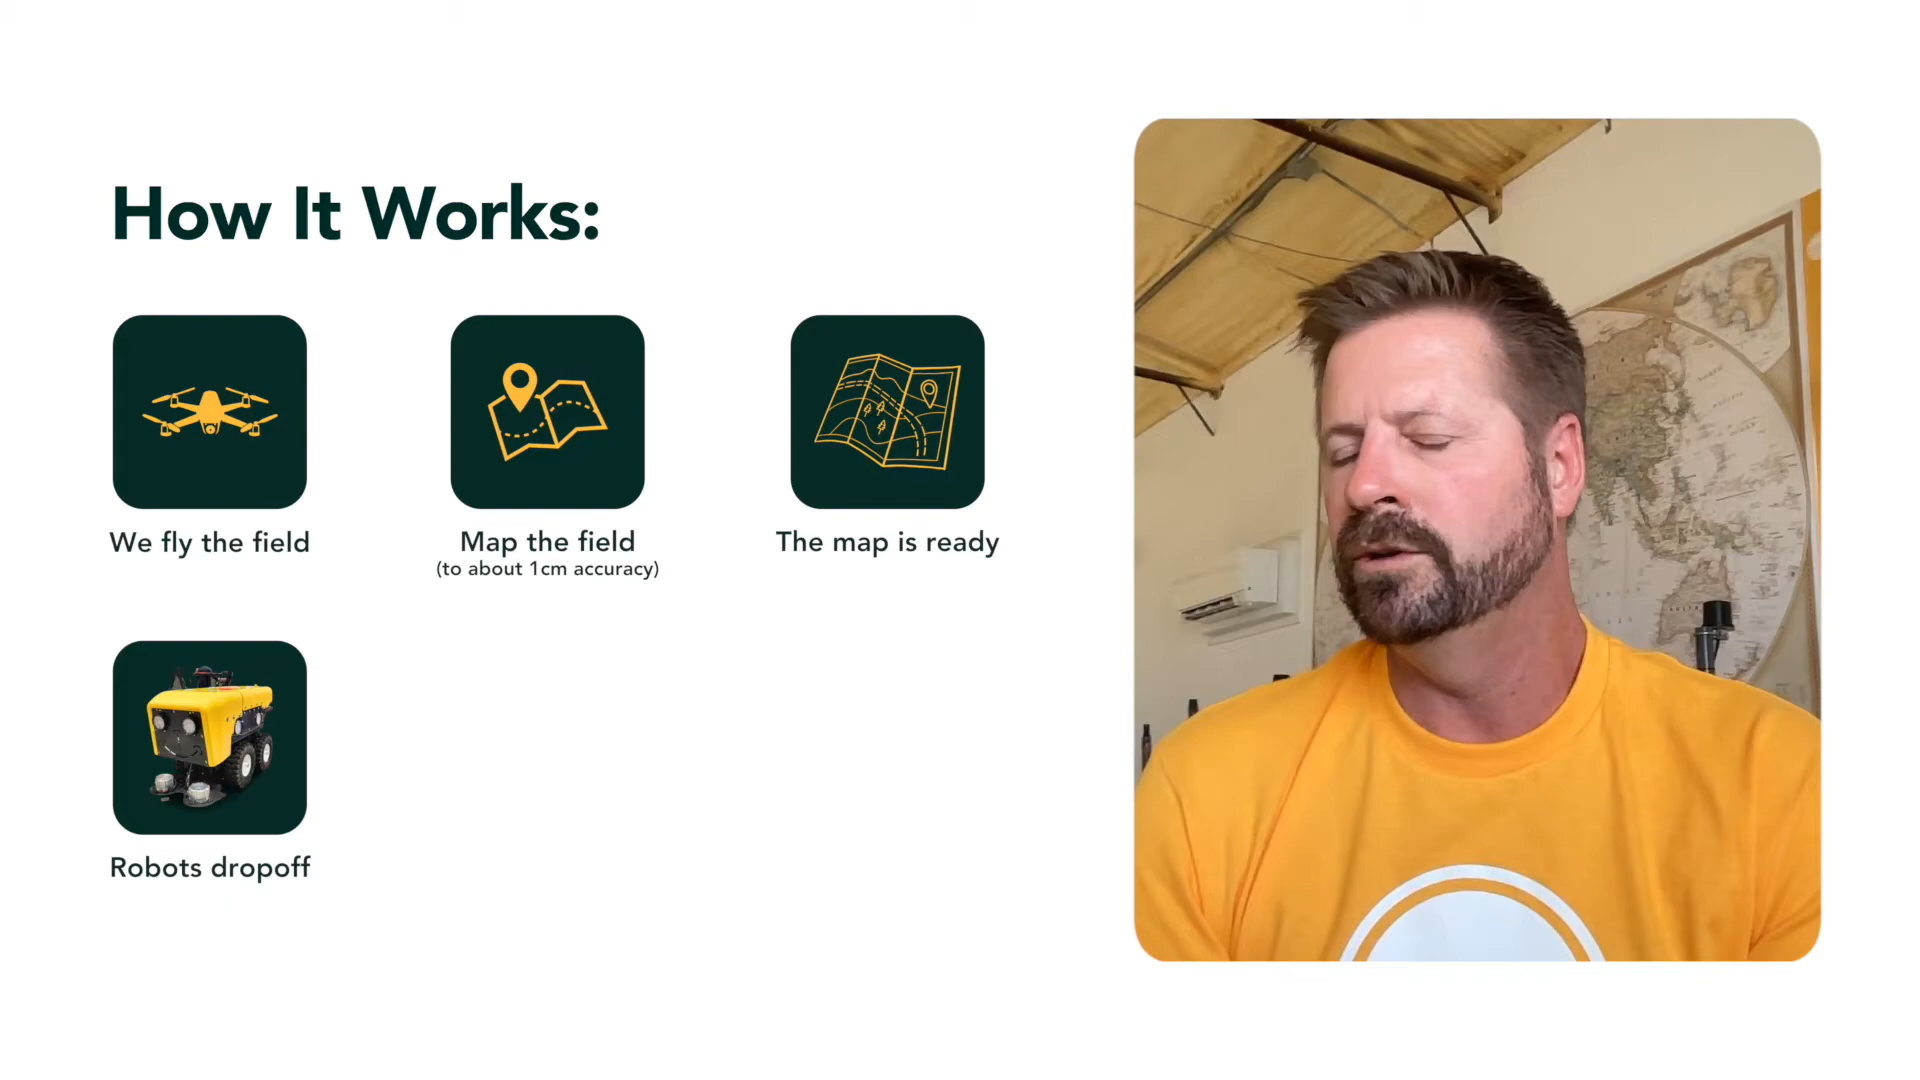 How It Works:
We fly the field
Map the field
(to about 1cm accuracy)
The map is ready
Robots dropoff